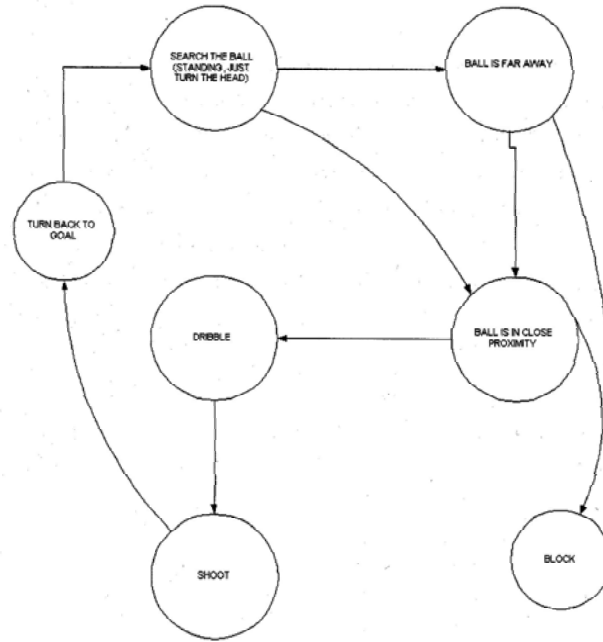 SEARCH THE BALL
(STANDING, JUST
TURN THE HEAD)
BALL IS FAR AWAY
TURN BACK TO
GOAL
DRIBBLE
BALL IS IN CLOSE
PROXIMITY
SHOOT
BLOCK